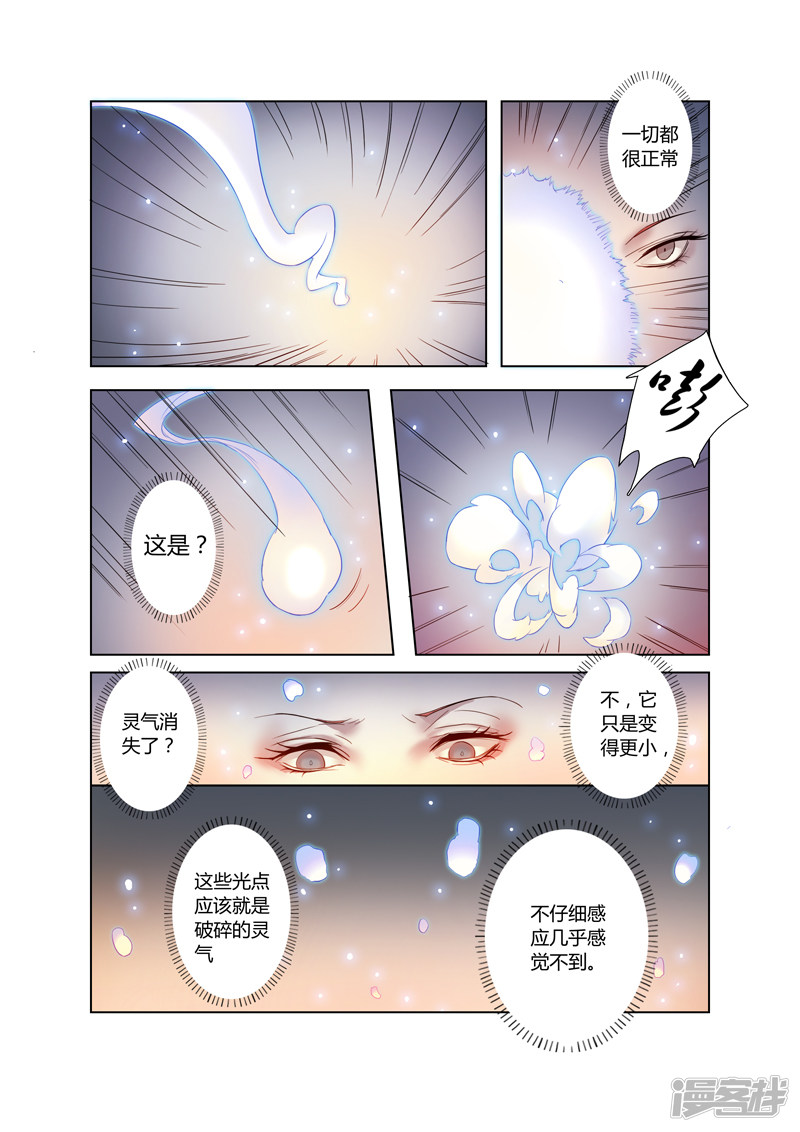 一切都
很正常
嘭
这是？
灵气消
失了？
不，它
只是变
得更小，
这些光点
应该就是
破碎的灵
气
不仔细感
应几乎感
觉不到。
漫客栈